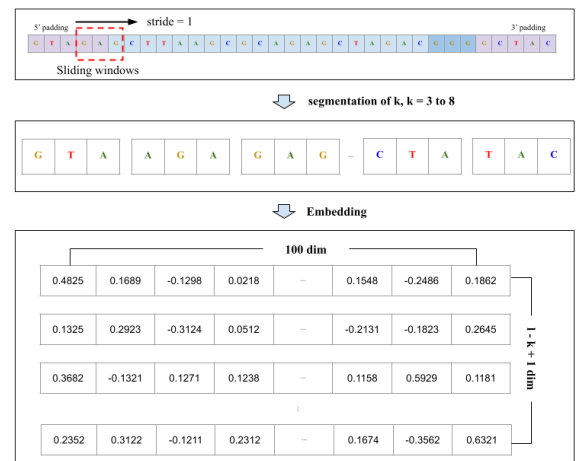 stride = 1
5' padding
3' padding
G T A G A G C T T A A G C G C A G A G C T A G A C G G G G C T A C
Sliding windows
segmentation of k, k = 3 to 8
G T A A G A G A G ... C T A T A C
Embedding
100 dim
0.4825 0.1689 -0.1298 0.0218 ... 0.1548 -0.2486 0.1862
0.1325 0.2923 -0.3124 0.0512 ... -0.2131 -0.1823 0.2645
0.3682 -0.1321 0.1271 0.1238 ... 0.1158 0.5929 0.1181
0.2352 0.3122 -0.1211 0.2312 ... 0.1674 -0.3562 0.6321
l - k + 1 dim